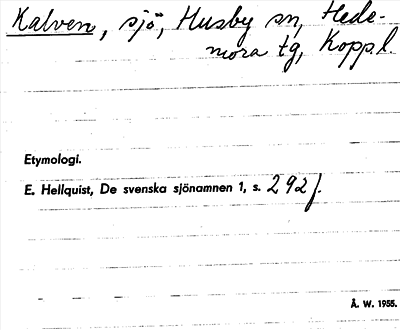 Kalven, sjö, Husby sn, Hede-
mora tg, Kopp.l.
Etymologi.
E. Hellquist, De svenska sjönamnen 1, s. 292 f.
Å. W. 1955.